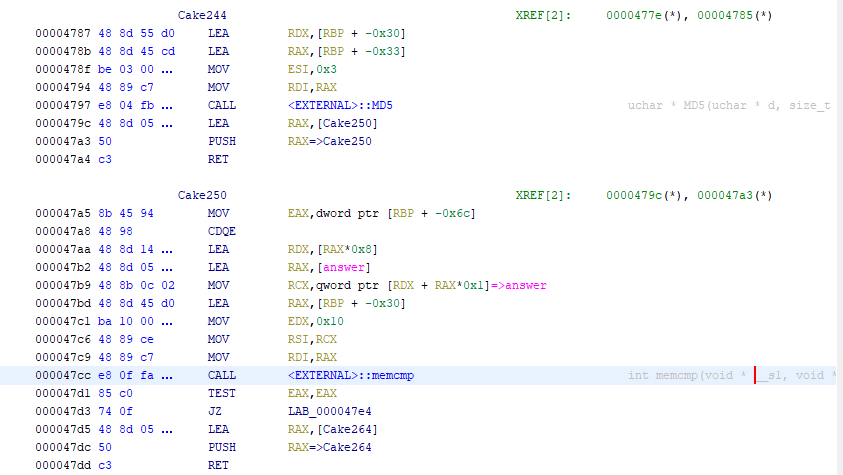 Cake244 XREF[2]: 0000477e(*), 00004785(*)
00004787 48 8d 55 d0 LEA RDX,[RBP + -0x30]
0000478b 48 8d 45 cd LEA RAX,[RBP + -0x33]
0000478f be 03 00 ... MOV ESI,0x3
00004794 48 89 c7 MOV RDI,RAX
00004797 e8 04 fb ... CALL <EXTERNAL>::MD5 uchar * MD5(uchar * d, size_t
0000479c 48 8d 05 ... LEA RAX,[Cake250]
000047a3 50 PUSH RAX=>Cake250
000047a4 c3 RET
Cake250 XREF[2]: 0000479c(*), 000047a3(*)
000047a5 8b 45 94 MOV EAX,dword ptr [RBP + -0x6c]
000047a8 48 98 CDQE
000047aa 48 8d 14 ... LEA RDX,[RAX*0x8]
000047b2 48 8d 05 ... LEA RAX,[answer]
000047b9 48 8b 0c 02 MOV RCX,qword ptr [RDX + RAX*0x1]=>answer
000047bd 48 8d 45 d0 LEA RAX,[RBP + -0x30]
000047c1 ba 10 00 ... MOV EDX,0x10
000047c6 48 89 ce MOV RSI,RCX
000047c9 48 89 c7 MOV RDI,RAX
000047cc e8 0f fa ... CALL <EXTERNAL>::memcmp int memcmp(void * __s1, void *
000047d1 85 c0 TEST EAX,EAX
000047d3 74 0f JZ LAB_000047e4
000047d5 48 8d 05 ... LEA RAX,[Cake264]
000047dc 50 PUSH RAX=>Cake264
000047dd c3 RET